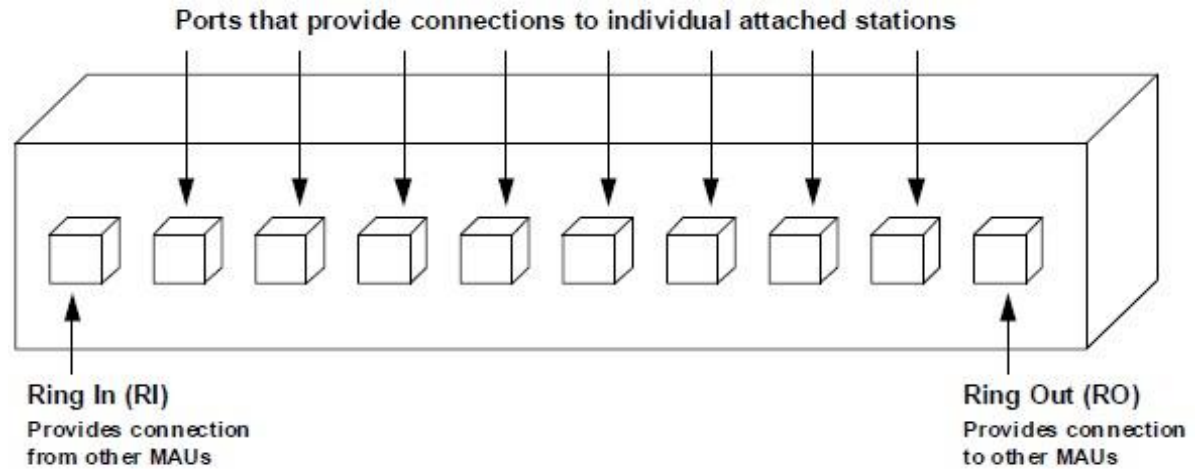 Ports that provide connections to individual attached stations
Ring In (RI)
Provides connection
from other MAUs
Ring Out (RO)
Provides connection
to other MAUs